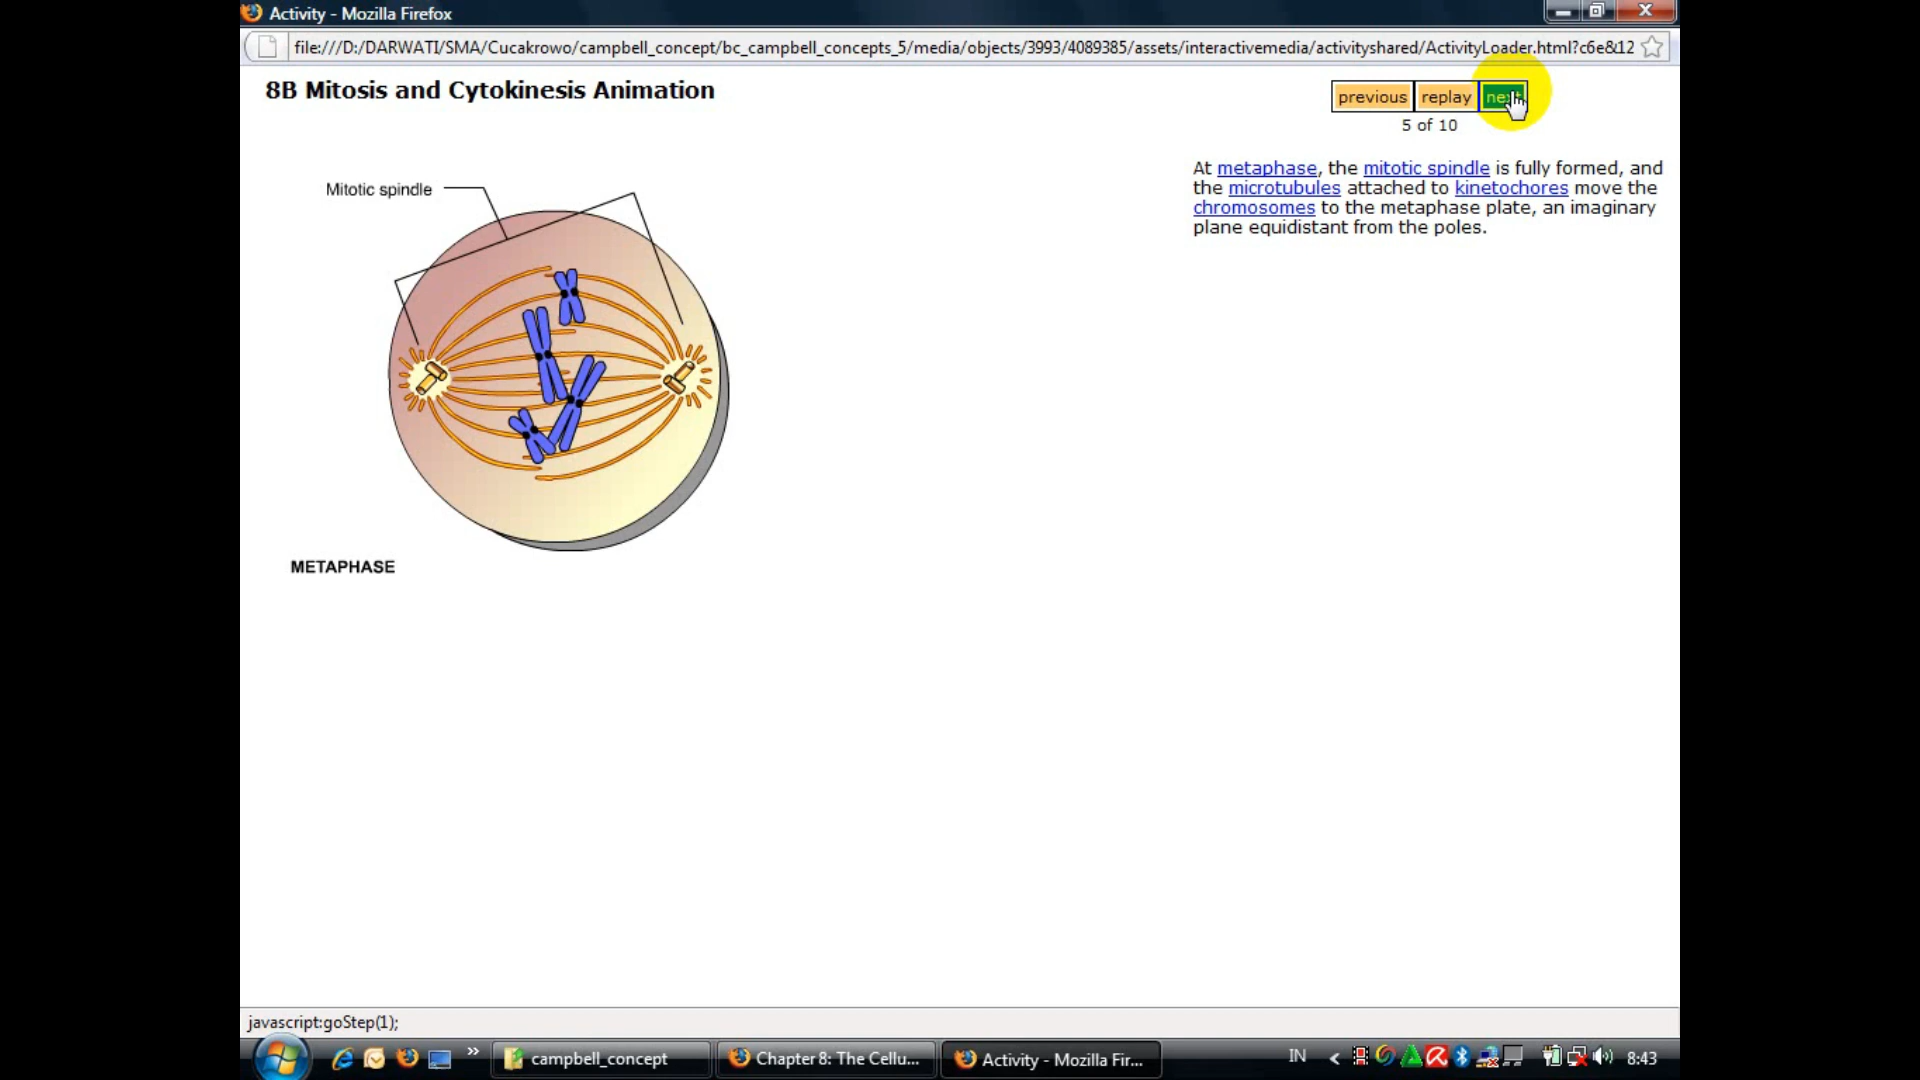 Activity - Mozilla Firefox
file:///D:/DARWATI/SMA/Cucakrowo/campbell_concept/bc_campbell_concepts_5/media/objects/3993/4089385/assets/interactivemedia/activityshared/ActivityLoader.html?c6e&12
8B Mitosis and Cytokinesis Animation
previous replay next
5 of 10
At metaphase, the mitotic spindle is fully formed, and
the microtubules attached to kinetochores move the
chromosomes to the metaphase plate, an imaginary
plane equidistant from the poles.
Mitotic spindle
METAPHASE
javascript:goStep(1);
campbell_concept
Chapter 8: The Cellu...
Activity - Mozilla Fir...
IN
8:43